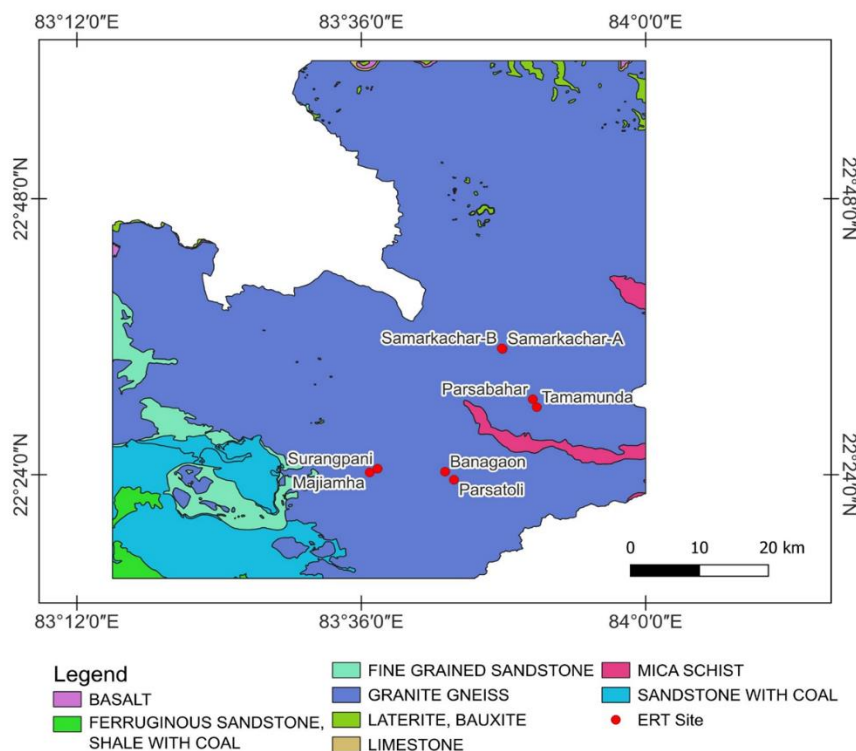 83°12′0″E 83°36′0″E 84°0′0″E
22°48′0″N 22°48′0″N
Samarkachar-B Samarkachar-A
Parsabahar Tamamunda
Surangpani Banagaon
22°24′0″N 22°24′0″N
Majiamha Parsatoli
0 10 20 km
83°12′0″E 83°36′0″E 84°0′0″E
Legend
BASALT
FERRUGINOUS SANDSTONE,
SHALE WITH COAL
FINE GRAINED SANDSTONE
GRANITE GNEISS
LATERITE, BAUXITE
LIMESTONE
MICA SCHIST
SANDSTONE WITH COAL
ERT Site